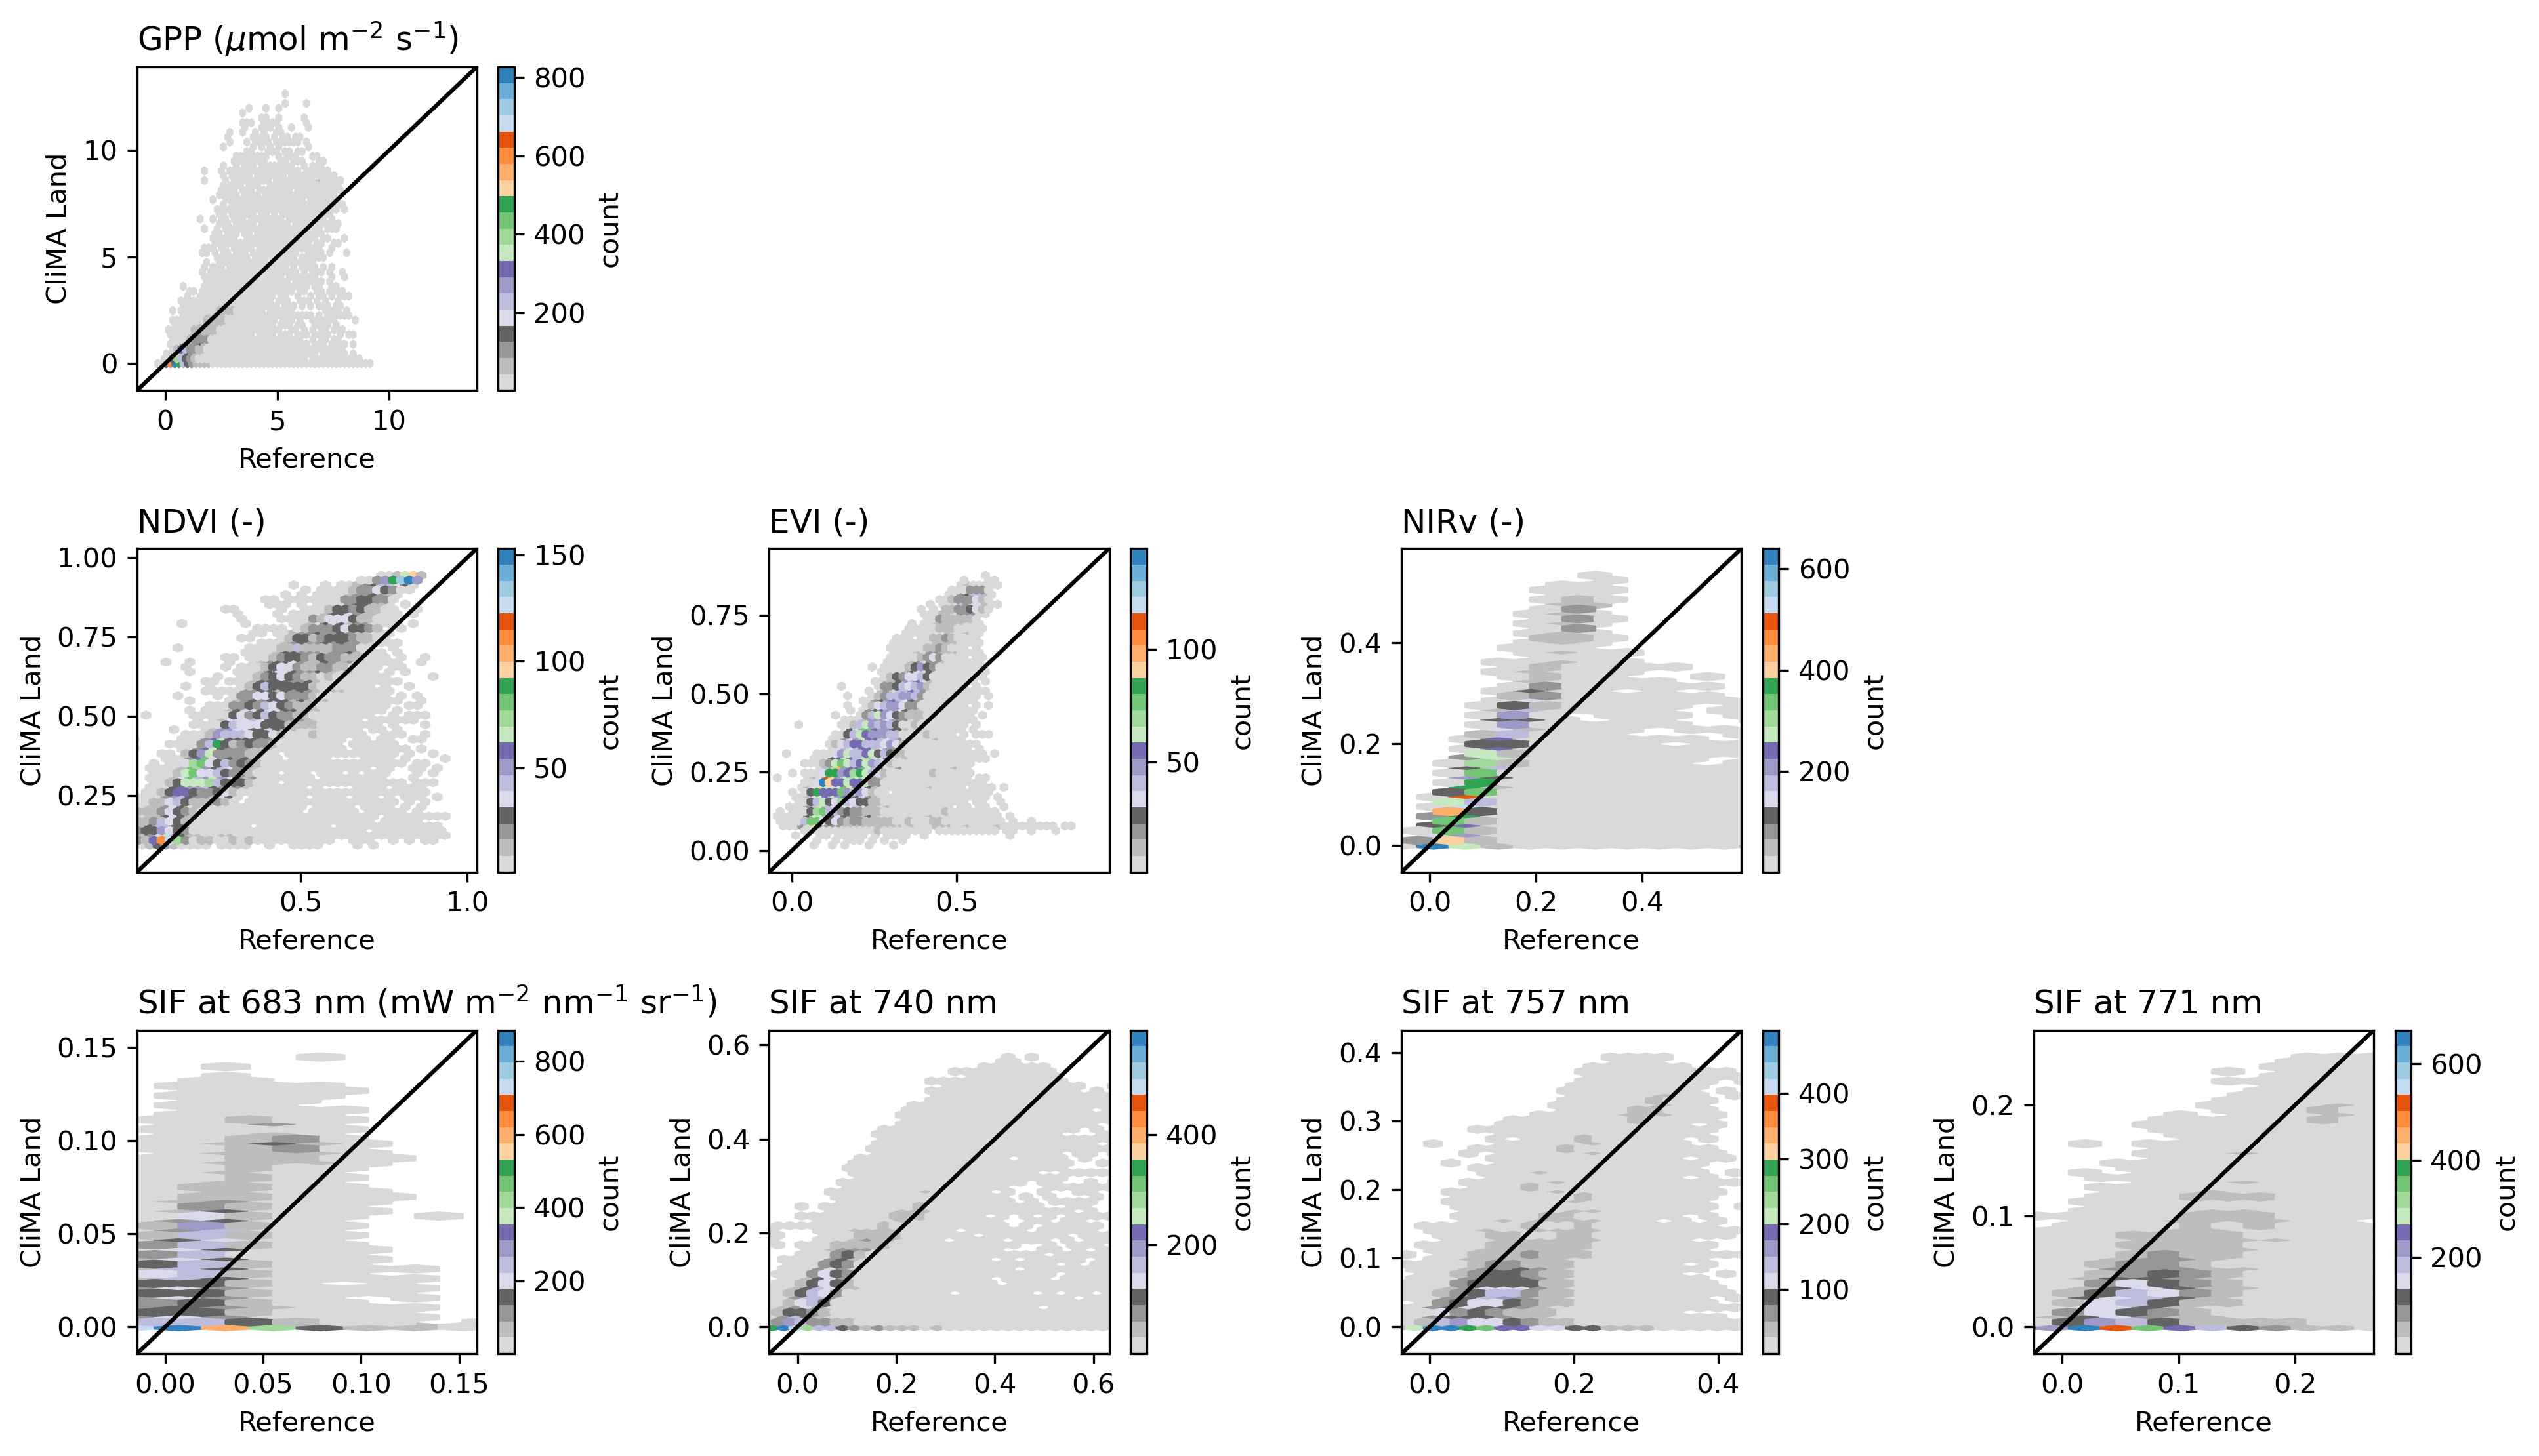 GPP (μmol m⁻² s⁻¹)
CliMA Land
10
5
0
0 5 10
Reference
800
600
400
200
count
NDVI (-)
CliMA Land
1.00
0.75
0.50
0.25
0.5 1.0
Reference
150
100
50
count
EVI (-)
CliMA Land
0.75
0.50
0.25
0.00
0.0 0.5
Reference
100
50
count
NIRv (-)
CliMA Land
0.4
0.2
0.0
0.0 0.2 0.4
Reference
600
400
200
count
SIF at 683 nm (mW m⁻² nm⁻¹ sr⁻¹)
CliMA Land
0.15
0.10
0.05
0.00
0.00 0.05 0.10 0.15
Reference
800
600
400
200
count
SIF at 740 nm
CliMA Land
0.6
0.4
0.2
0.0
0.0 0.2 0.4 0.6
Reference
400
200
count
SIF at 757 nm
CliMA Land
0.4
0.3
0.2
0.1
0.0
0.0 0.2 0.4
Reference
400
300
200
100
count
SIF at 771 nm
CliMA Land
0.2
0.1
0.0
0.0 0.1 0.2
Reference
600
400
200
count